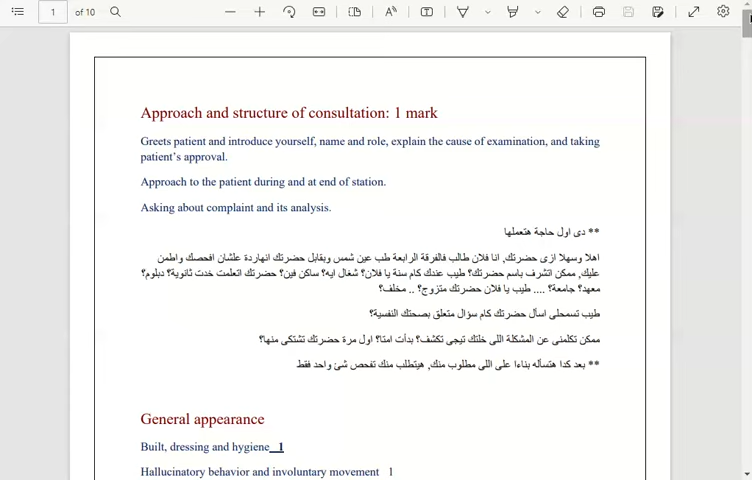 1
of 10
Approach and structure of consultation: 1 mark
Greets patient and introduce yourself, name and role, explain the cause of examination, and taking
patient's approval.
Approach to the patient during and at end of station.
Asking about complaint and its analysis.
** دى اول حاجة هتعملها
اهلا وسهلا ازى حضرتك, انا فلان طالب فالفرقة الرابعة طب عين شمس وبقابل حضرتك انهاردة علشان افحصك واطمن
عليك, ممكن اتشرف باسم حضرتك؟ طيب عندك كام سنة يا فلان؟ شغال ايه؟ ساكن فين؟ حضرتك اتعلمت خدت ثانوية؟ دبلوم؟
معهد؟ جامعة؟ .... طيب يا فلان حضرتك متزوج؟ .. مخلف؟
طيب تسمحلى اسأل حضرتك كام سؤال متعلق بصحتك النفسية؟
ممكن تكلمنى عن المشكلة اللى خلتك تيجى تكشف؟ بدأت امتا؟ اول مرة حضرتك تشتكى منها؟
** بعد كدا هتسأله بناءا على اللى مطلوب منك, هيتطلب منك تفحص شئ واحد فقط
General appearance
Built, dressing and hygiene 1
Hallucinatory behavior and involuntary movement 1